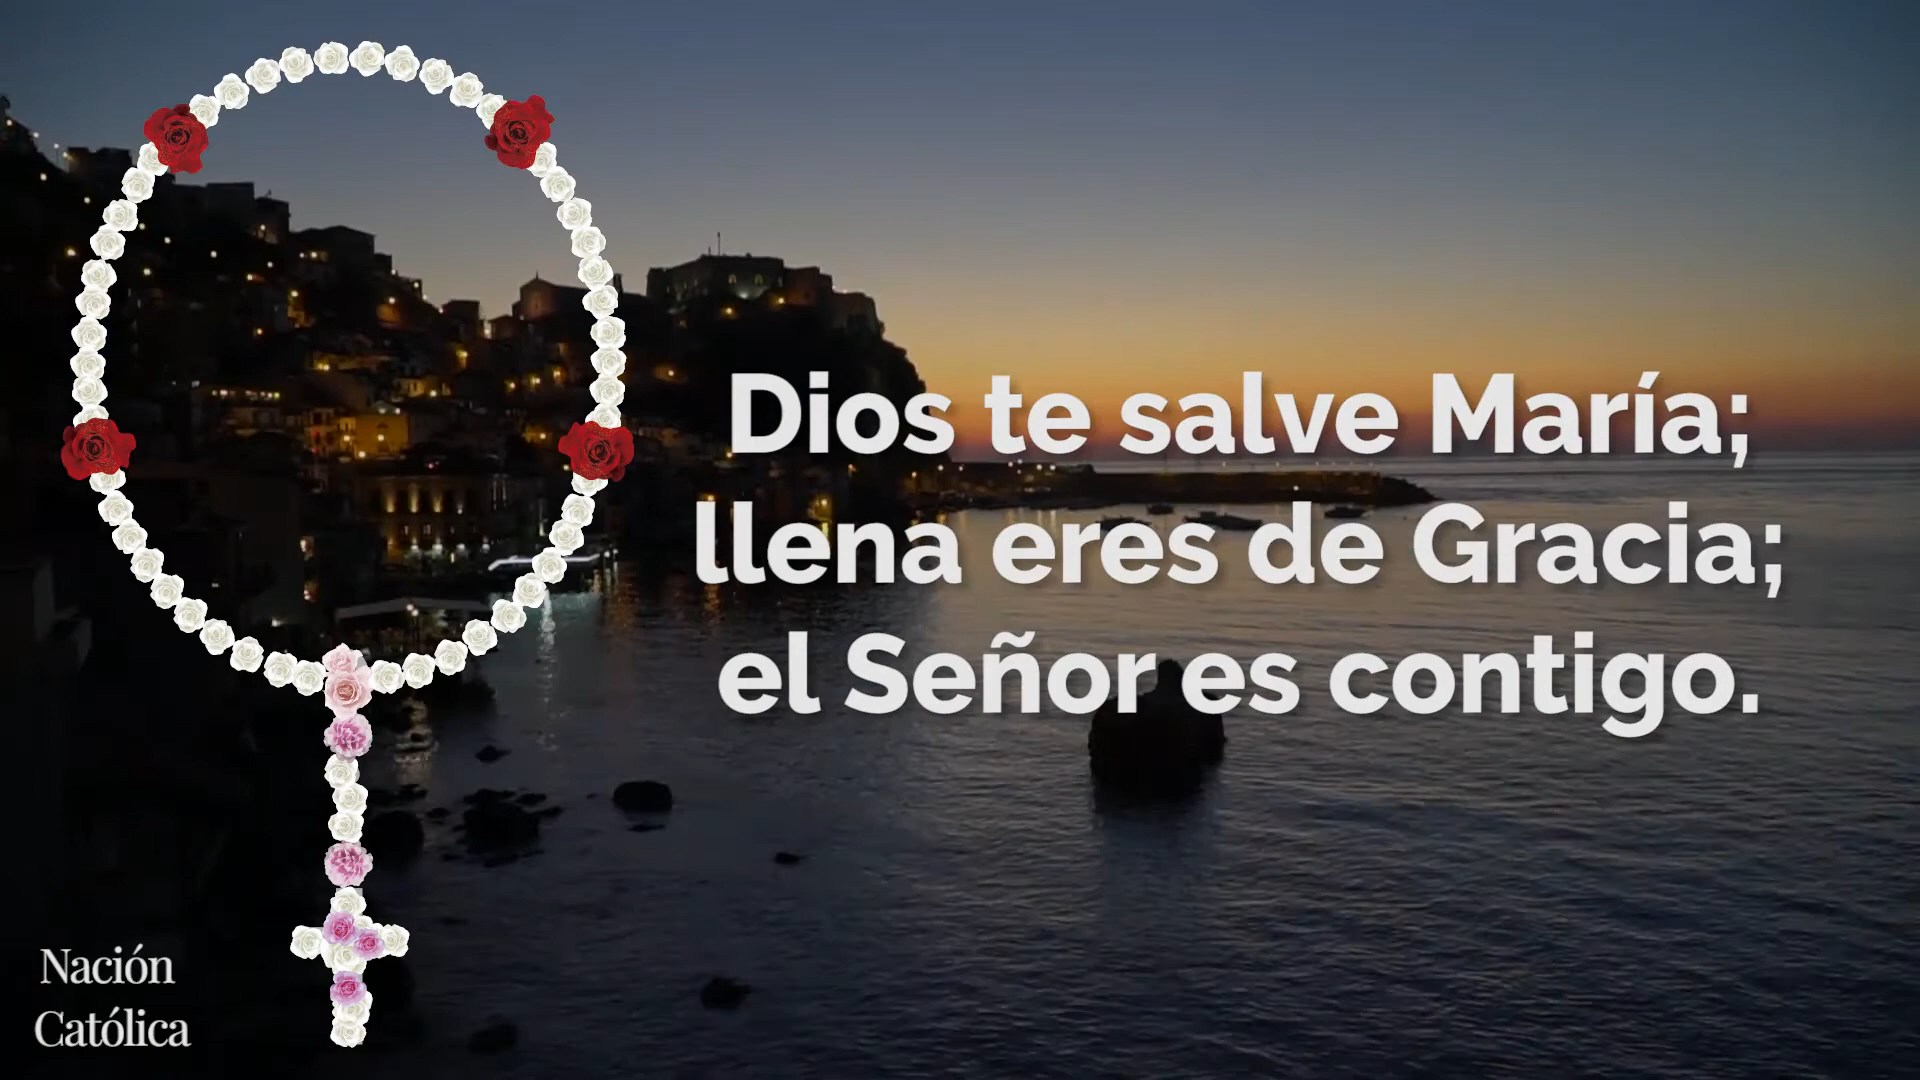 Dios te salve María;
llena eres de Gracia;
el Señor es contigo.
Nación
Católica